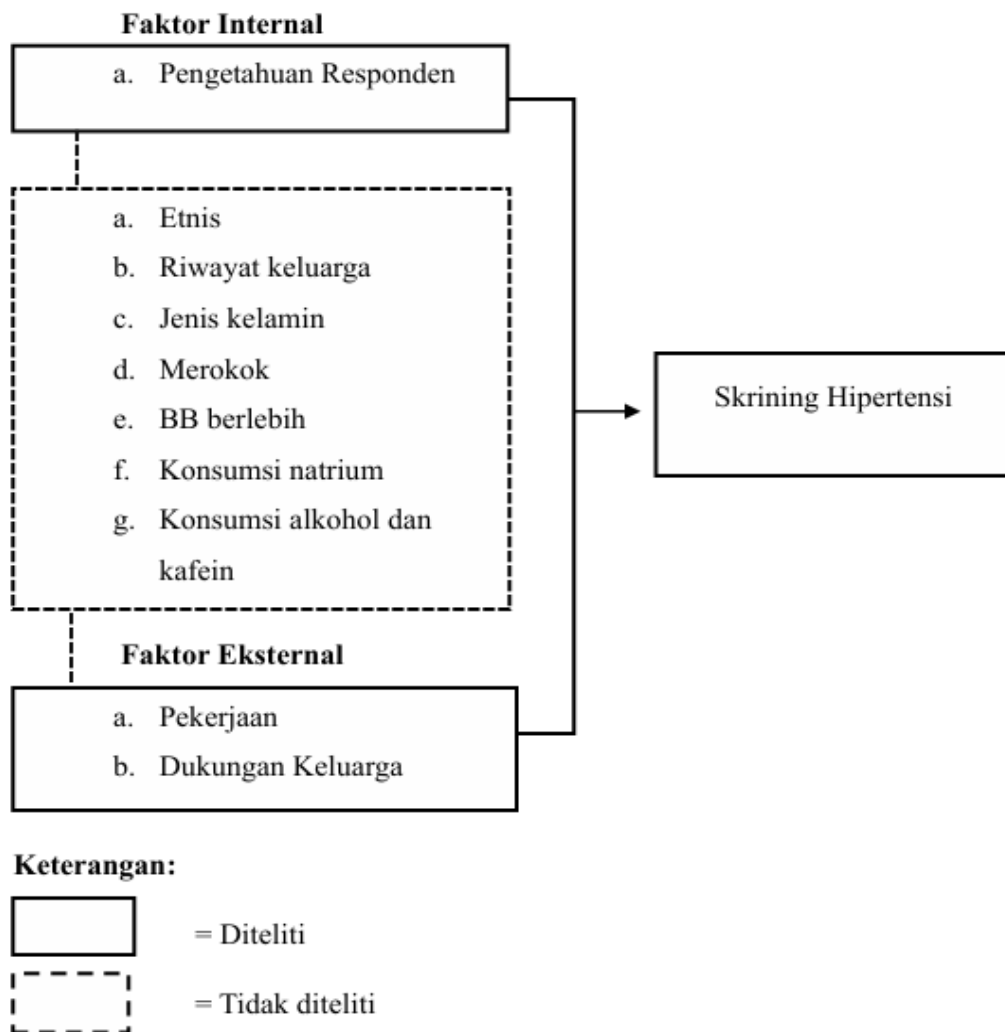 Faktor Internal
a. Pengetahuan Responden
a. Etnis
b. Riwayat keluarga
c. Jenis kelamin
d. Merokok
e. BB berlebih
f. Konsumsi natrium
g. Konsumsi alkohol dan
kafein
Skrining Hipertensi
Faktor Eksternal
a. Pekerjaan
b. Dukungan Keluarga
Keterangan:
= Diteliti
= Tidak diteliti